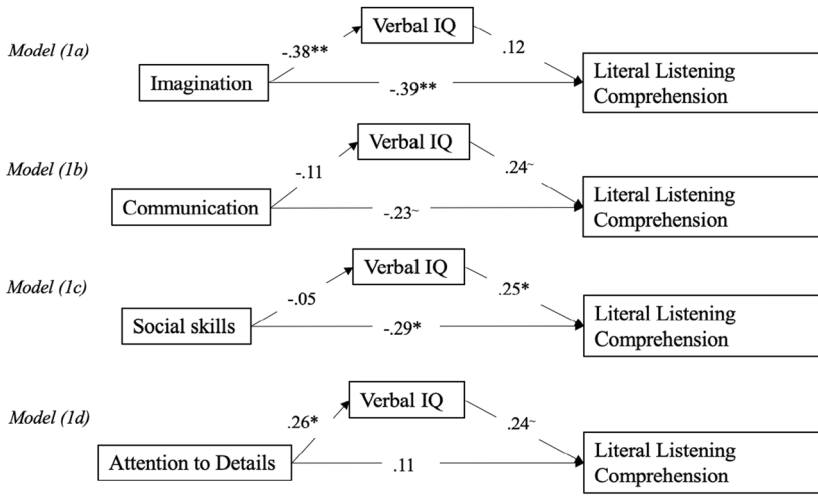 Verbal IQ
Model (1a)
-.38**
.12
Imagination
-.39**
Literal Listening
Comprehension
Verbal IQ
Model (1b)
-.11
.24~
Communication
-.23~
Literal Listening
Comprehension
Verbal IQ
Model (1c)
-.05
.25*
Social skills
-.29*
Literal Listening
Comprehension
Verbal IQ
Model (1d)
.26*
.24~
Attention to Details
.11
Literal Listening
Comprehension